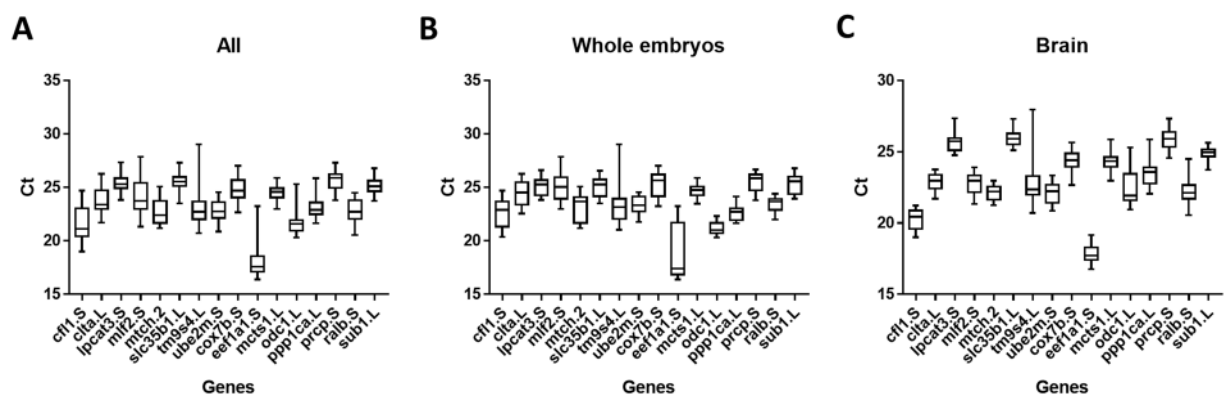 A
All
Ct
35
30
25
20
15
cfl1.S
clta.L
lpcat3.S
mlf2.S
mtch.2
slc35b1.L
tm9s4.L
ube2m.S
cox7b.S
eef1a1.S
mcts1.L
odc1.L
ppp1ca.L
prcp.S
ralb.S
sub1.L
Genes
B
Whole embryos
Ct
35
30
25
20
15
cfl1.S
clta.L
lpcat3.S
mlf2.S
mtch.2
slc35b1.L
tm9s4.L
ube2m.S
cox7b.S
eef1a1.S
mcts1.L
odc1.L
ppp1ca.L
prcp.S
ralb.S
sub1.L
Genes
C
Brain
Ct
30
25
20
15
cfl1.S
clta.L
lpcat3.S
mlf2.S
mtch.2
slc35b1.L
tm9s4.L
ube2m.S
cox7b.S
eef1a1.S
mcts1.L
odc1.L
ppp1ca.L
prcp.S
ralb.S
sub1.L
Genes